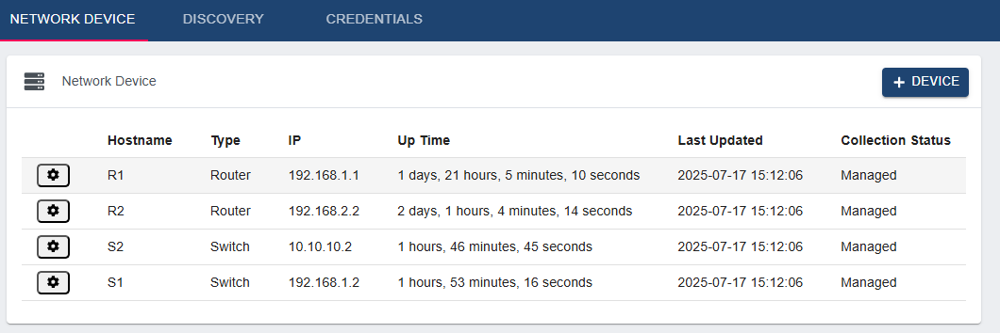 NETWORK DEVICE DISCOVERY CREDENTIALS
Network Device + DEVICE
Hostname Type IP Up Time Last Updated Collection Status
R1 Router 192.168.1.1 1 days, 21 hours, 5 minutes, 10 seconds 2025-07-17 15:12:06 Managed
R2 Router 192.168.2.2 2 days, 1 hours, 4 minutes, 14 seconds 2025-07-17 15:12:06 Managed
S2 Switch 10.10.10.2 1 hours, 46 minutes, 45 seconds 2025-07-17 15:12:06 Managed
S1 Switch 192.168.1.2 1 hours, 53 minutes, 16 seconds 2025-07-17 15:12:06 Managed